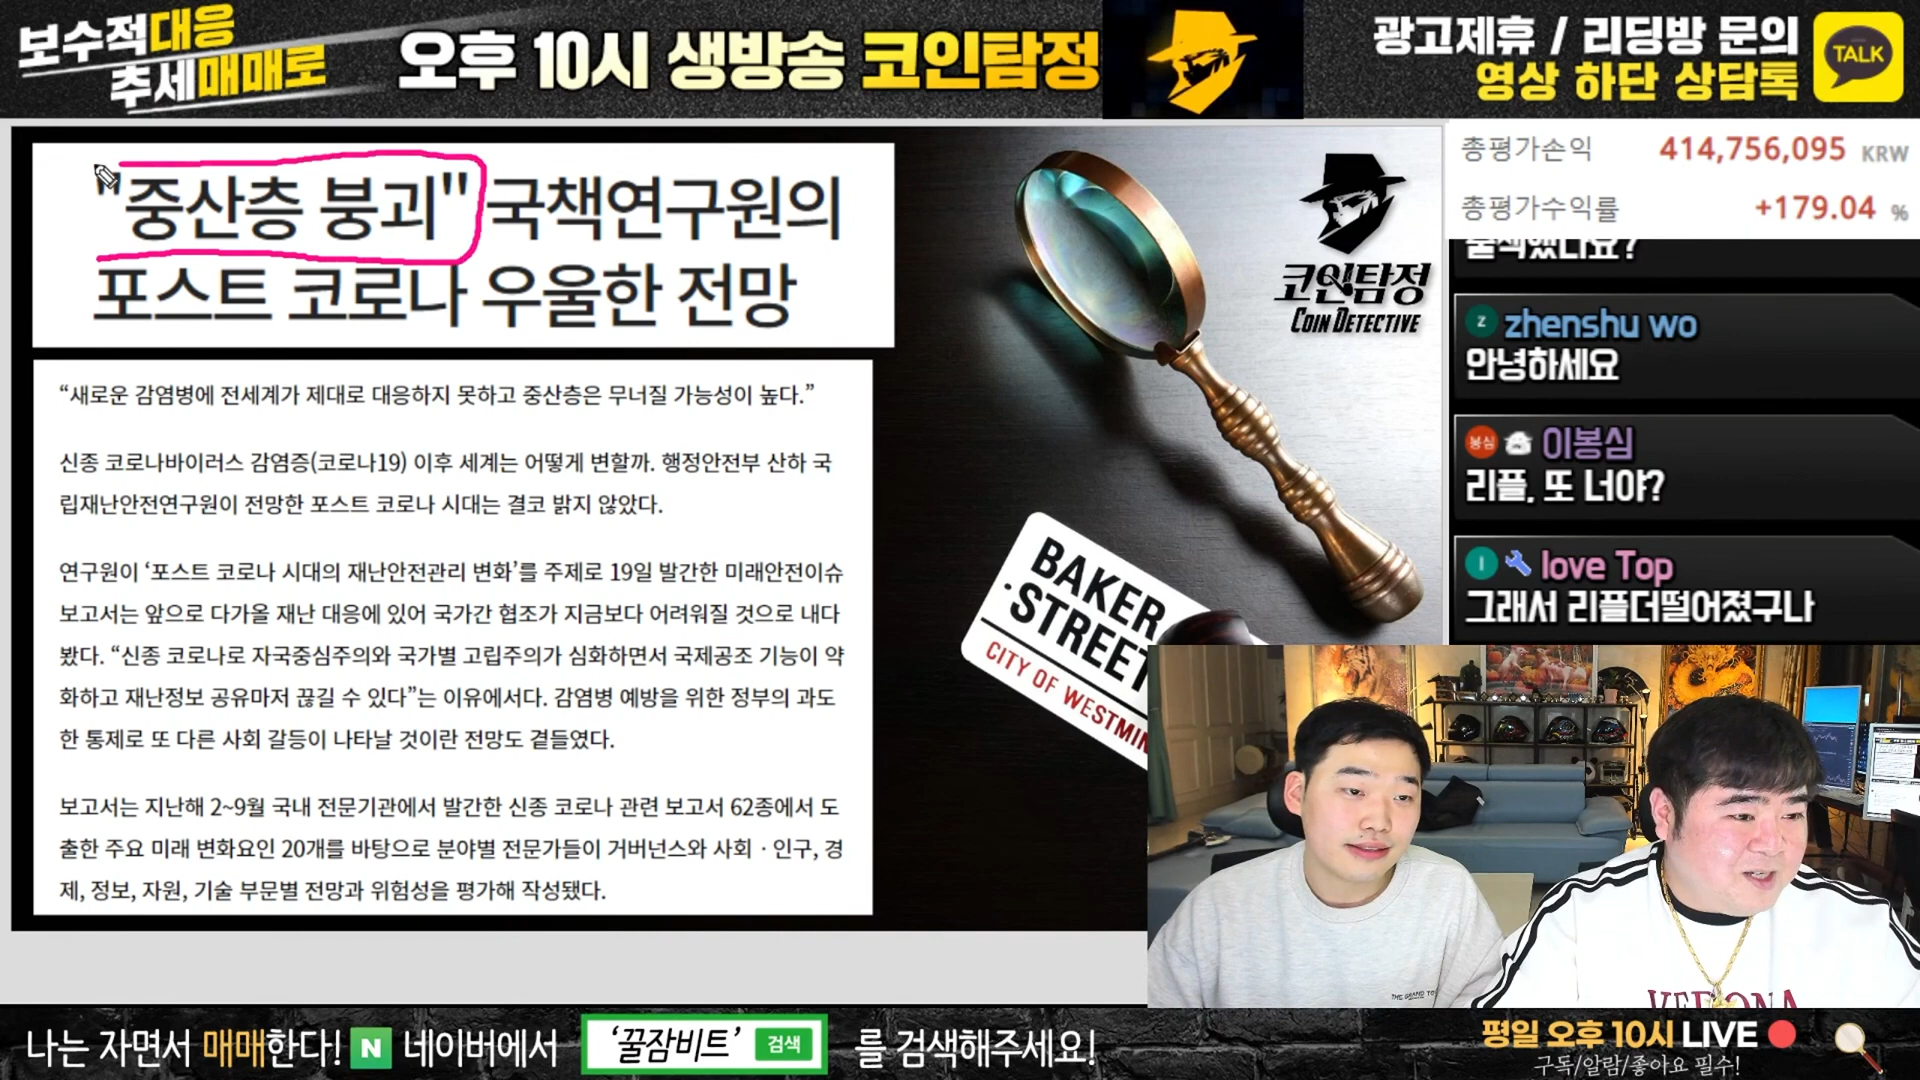 보수적대응
추세매매로
오후 10시 생방송 코인탐정
광고제휴 / 리딩방 문의
영상 하단 상담톡
TALK
"중산층 붕괴" 국책연구원의
포스트 코로나 우울한 전망
“새로운 감염병에 전세계가 제대로 대응하지 못하고 중산층은 무너질 가능성이 높다.”
신종 코로나바이러스 감염증(코로나19) 이후 세계는 어떻게 변할까. 행정안전부 산하 국
립재난안전연구원이 전망한 포스트 코로나 시대는 결코 밝지 않았다.
연구원이 ‘포스트 코로나 시대의 재난안전관리 변화’를 주제로 19일 발간한 미래안전이슈
보고서는 앞으로 다가올 재난 대응에 있어 국가간 협조가 지금보다 어려워질 것으로 내다
봤다. “신종 코로나로 자국중심주의와 국가별 고립주의가 심화하면서 국제공조 기능이 약
화하고 재난정보 공유마저 끊길 수 있다”는 이유에서다. 감염병 예방을 위한 정부의 과도
한 통제로 또 다른 사회 갈등이 나타날 것이란 전망도 곁들였다.
보고서는 지난해 2~9월 국내 전문기관에서 발간한 신종 코로나 관련 보고서 62종에서 도
출한 주요 미래 변화요인 20개를 바탕으로 분야별 전문가들이 거버넌스와 사회 · 인구, 경
제, 정보, 자원, 기술 부문별 전망과 위험성을 평가해 작성됐다.
코인탐정
COIN DETECTIVE
BAKER
STREET
CITY OF WESTMIN
총평가손익 414,756,095 KRW
총평가수익률 +179.04 %
z zhenshu wo
안녕하세요
봉심 이봉심
리플, 또 너야?
l love Top
그래서 리플더떨어졌구나
THE GRAND TO
VERONA
나는 자면서 매매한다! N 네이버에서 ‘꿀잠비트’ 검색 를 검색해주세요!
평일 오후 10시 LIVE
구독/알람/좋아요 필수!